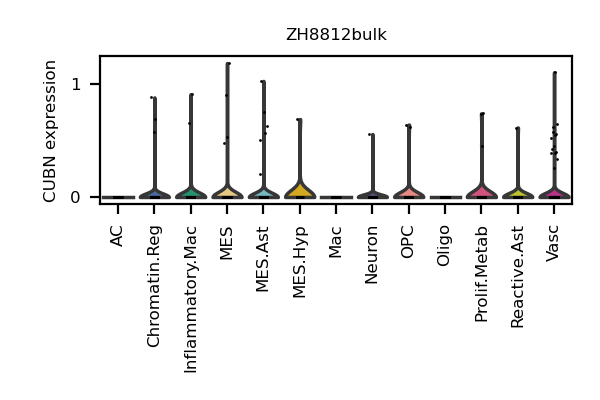 ZH8812bulk
CUBN expression
1
0
AC
Chromatin.Reg
Inflammatory.Mac
MES
MES.Ast
MES.Hyp
Mac
Neuron
OPC
Oligo
Prolif.Metab
Reactive.Ast
Vasc